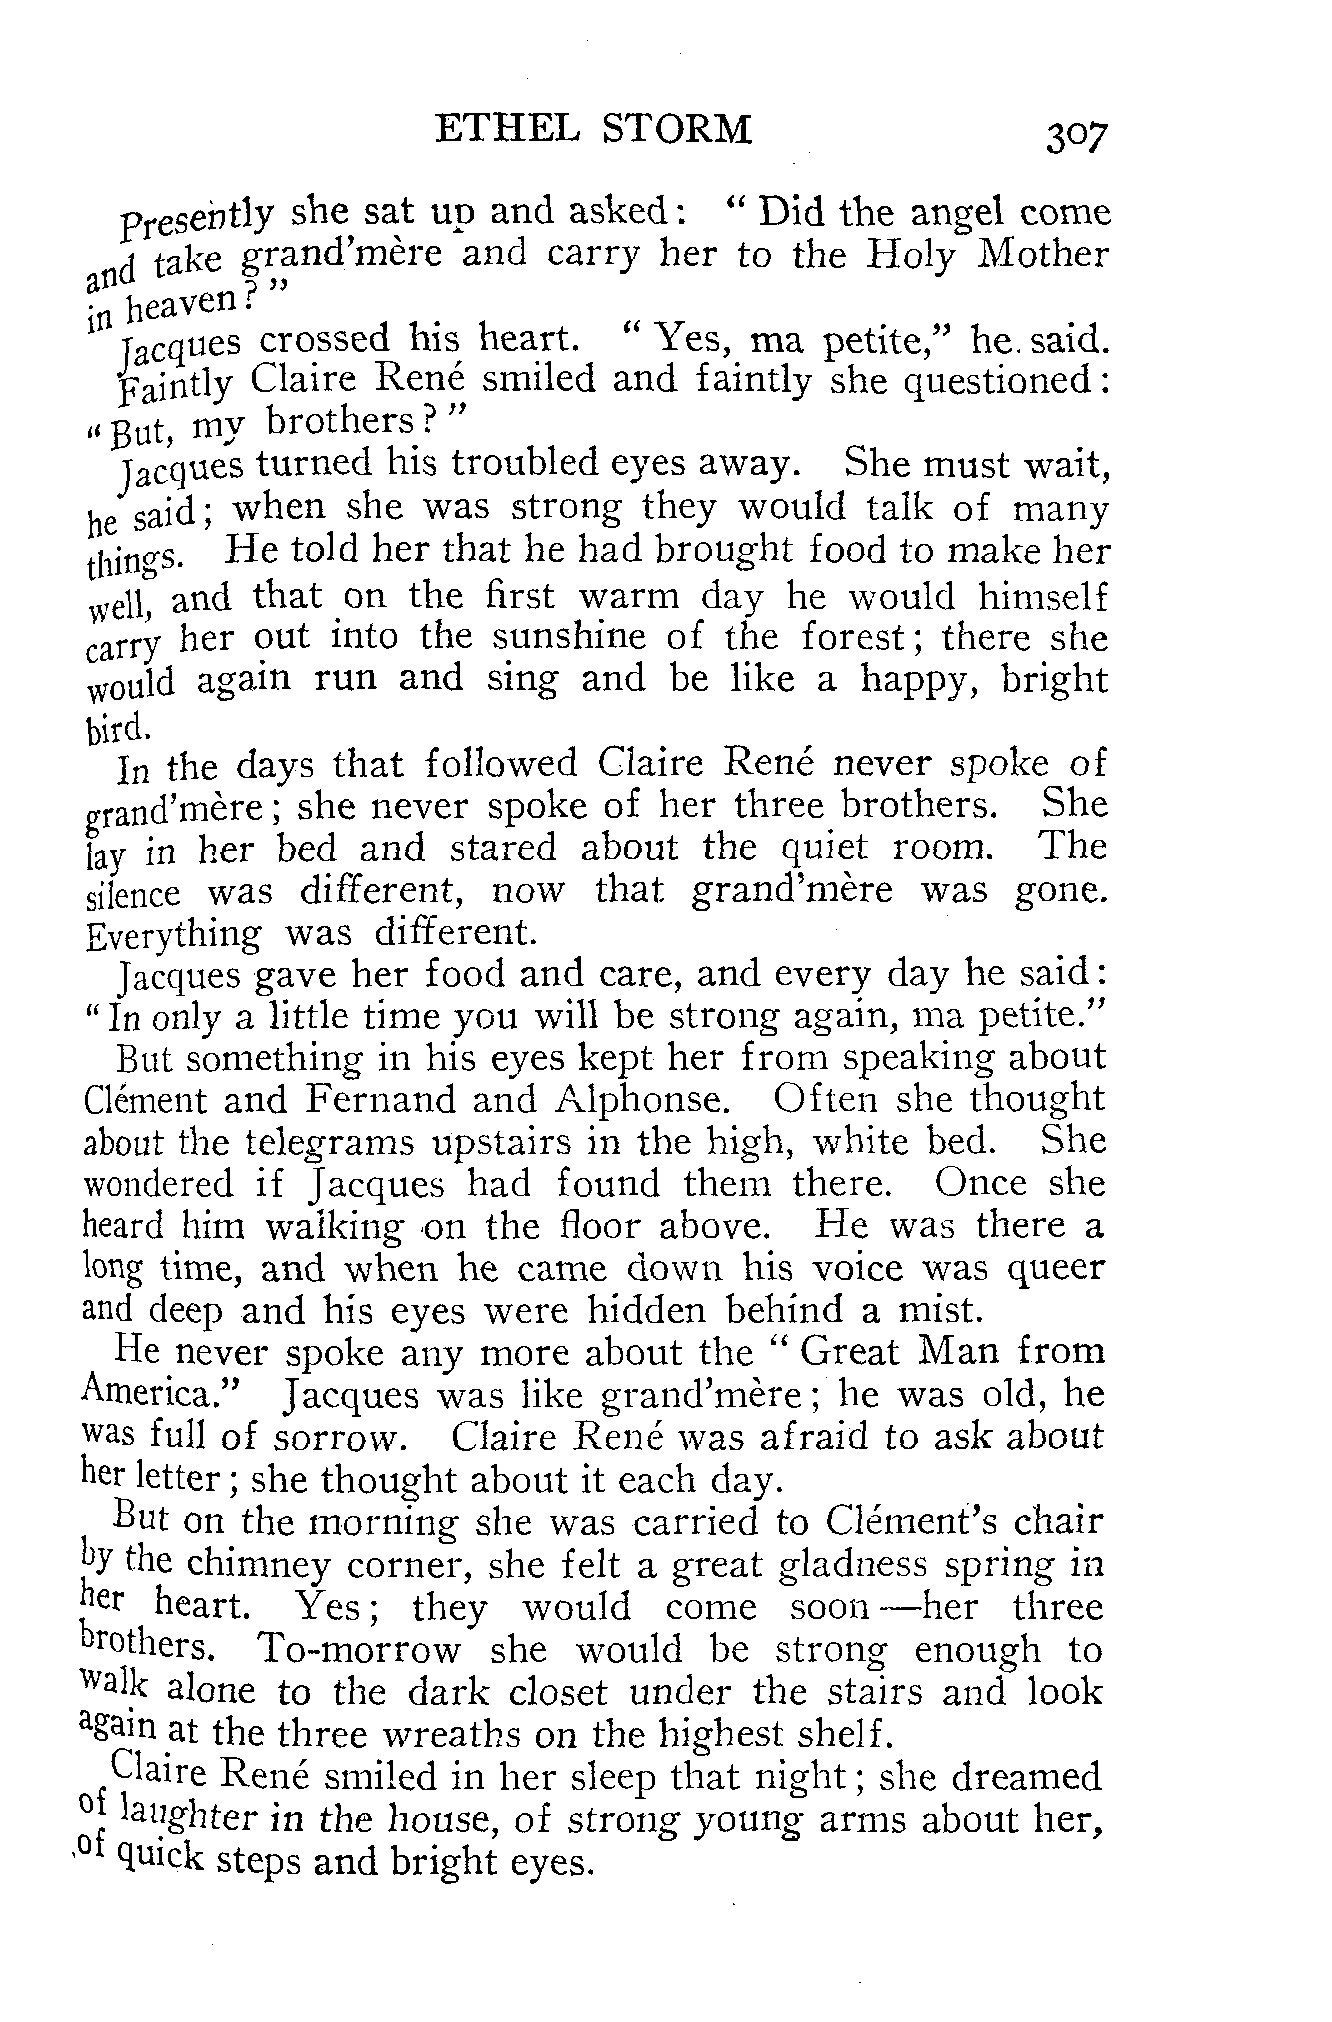 ETHEL STORM 307
Presently she sat up and asked: " Did the angel come
and take grand'mère and carry her to the Holy Mother
in heaven? "
Jacques crossed his heart. " Yes, ma petite," he said.
Faintly Claire René smiled and faintly she questioned:
" But, my brothers? "
Jacques turned his troubled eyes away. She must wait,
he said; when she was strong they would talk of many
things. He told her that he had brought food to make her
well, and that on the first warm day he would himself
carry her out into the sunshine of the forest; there she
would again run and sing and be like a happy, bright
bird.
In the days that followed Claire René never spoke of
grand'mère; she never spoke of her three brothers. She
lay in her bed and stared about the quiet room. The
silence was different, now that grand'mère was gone.
Everything was different.
Jacques gave her food and care, and every day he said:
" In only a little time you will be strong again, ma petite."
But something in his eyes kept her from speaking about
Clément and Fernand and Alphonse. Often she thought
about the telegrams upstairs in the high, white bed. She
wondered if Jacques had found them there. Once she
heard him walking on the floor above. He was there a
long time, and when he came down his voice was queer
and deep and his eyes were hidden behind a mist.
He never spoke any more about the " Great Man from
America." Jacques was like grand'mère; he was old, he
was full of sorrow. Claire René was afraid to ask about
her letter; she thought about it each day.
But on the morning she was carried to Clément's chair
by the chimney corner, she felt a great gladness spring in
her heart. Yes; they would come soon—her three
brothers. To-morrow she would be strong enough to
walk alone to the dark closet under the stairs and look
again at the three wreaths on the highest shelf.
Claire René smiled in her sleep that night; she dreamed
of laughter in the house, of strong young arms about her,
of quick steps and bright eyes.